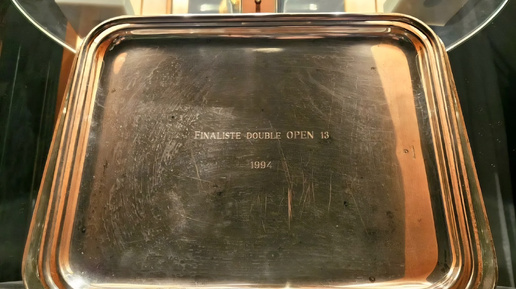 FINALISTE DOUBLE OPEN 13
1994